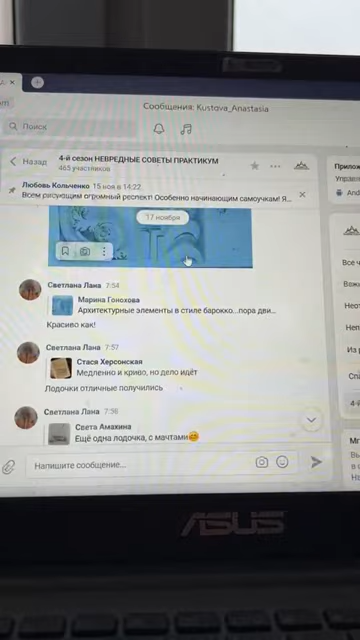 Сообщения: Kustova_Anastasia
Поиск
Назад
4-й сезон НЕВРЕДНЫЕ СОВЕТЫ ПРАКТИКУМ
465 участников
Любовь Кольченко 15 ноя в 14:22
Всем рисующим огромный респект! Особенно начинающим самоучкам! Я...
17 ноября
Светлана Лана 7:54
Марина Гонохова
Архитектурные элементы в стиле барокко...пора дви...
Красиво как!
Светлана Лана 7:57
Стася Херсонская
Медленно и криво, но дело идёт
Лодочки отличные получились
Светлана Лана 7:58
Света Амахина
Ещё одна лодочка, с мачтами😊
Напишите сообщение...
ASUS